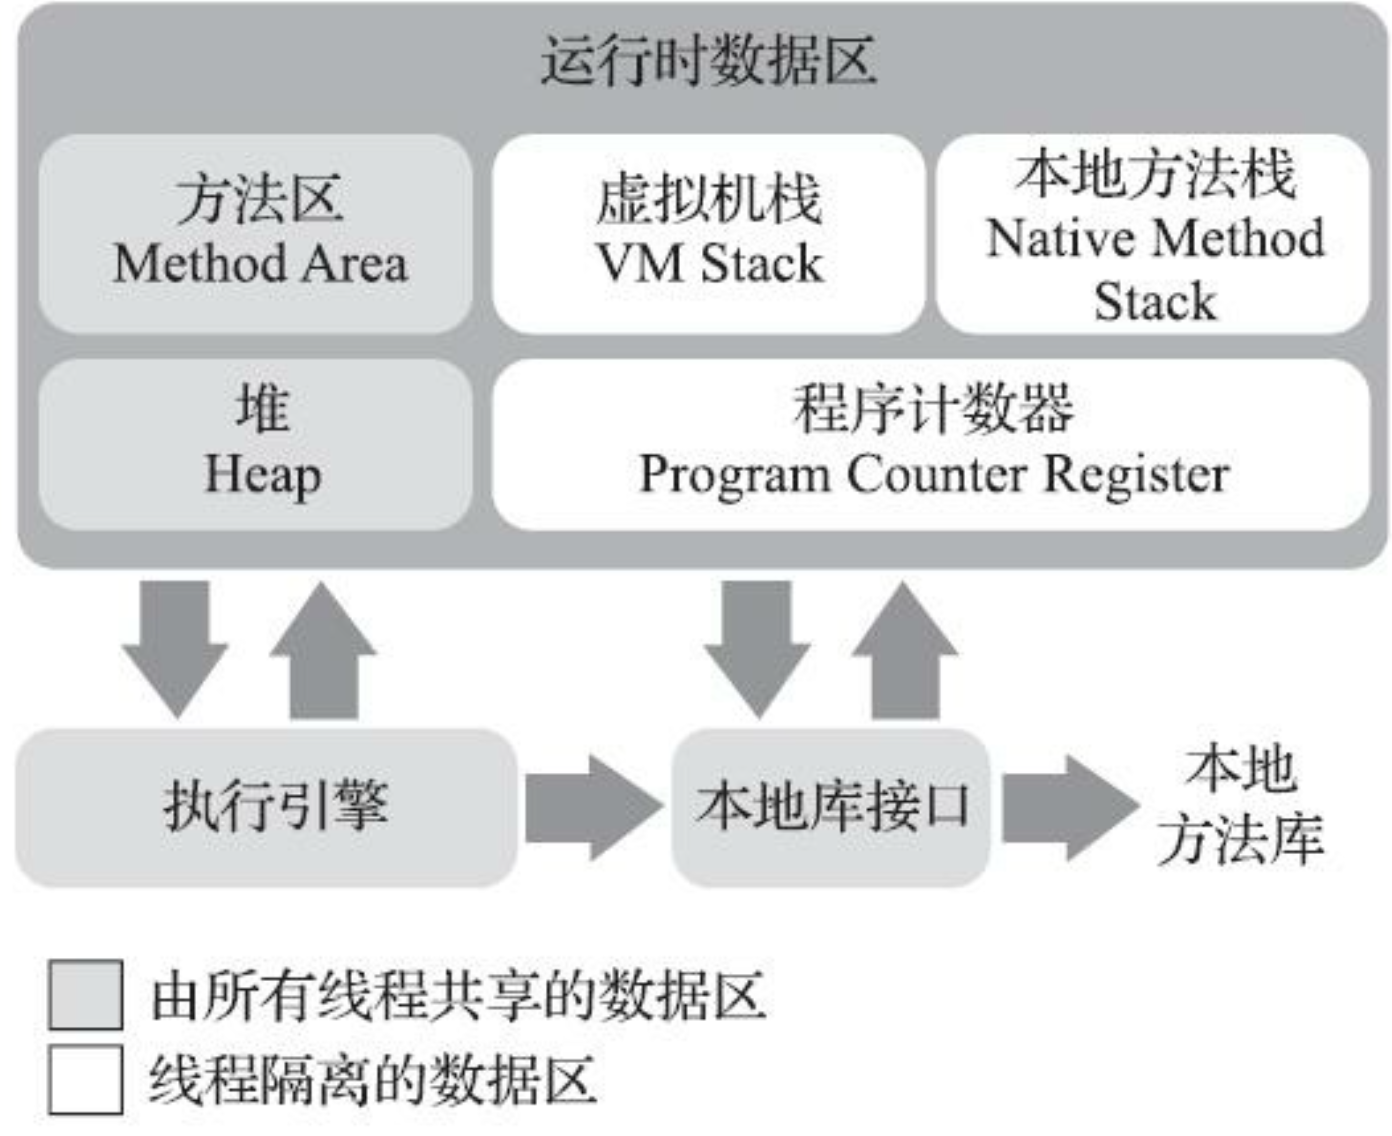 运行时数据区
方法区
Method Area
虚拟机栈
VM Stack
本地方法栈
Native Method
Stack
堆
Heap
程序计数器
Program Counter Register
执行引擎
本地库接口
本地
方法库
由所有线程共享的数据区
线程隔离的数据区